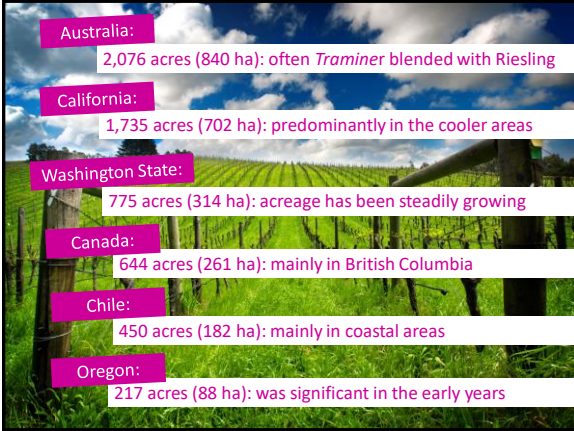 Australia:
2,076 acres (840 ha): often Traminer blended with Riesling
California:
1,735 acres (702 ha): predominantly in the cooler areas
Washington State:
775 acres (314 ha): acreage has been steadily growing
Canada:
644 acres (261 ha): mainly in British Columbia
Chile:
450 acres (182 ha): mainly in coastal areas
Oregon:
217 acres (88 ha): was significant in the early years